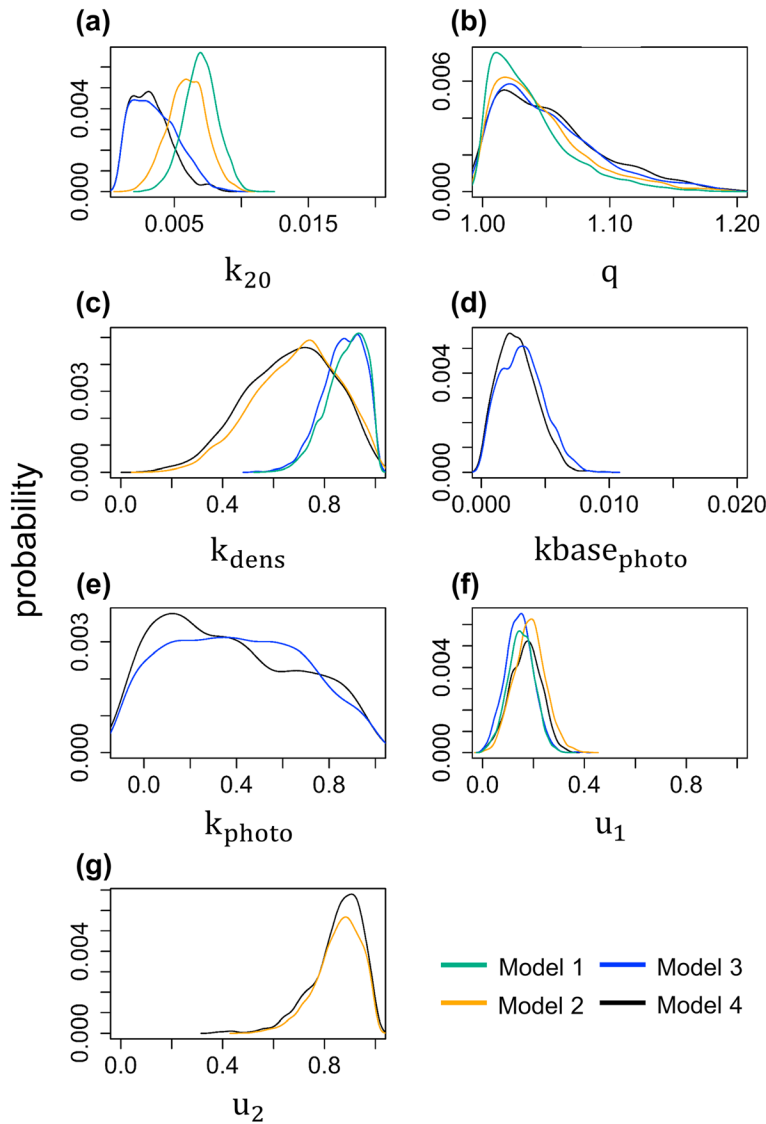 (a)
0.000 0.002 0.004
0.005 0.015
k20
(b)
0.000 0.006
1.00 1.10 1.20
q
(c)
0.000 0.003
0.0 0.4 0.8
kdens
(d)
0.000 0.004
0.000 0.010 0.020
kbasephoto
probability
(e)
0.000 0.003
0.0 0.4 0.8
kphoto
(f)
0.000 0.004
0.0 0.4 0.8
u1
(g)
0.000 0.004
0.0 0.4 0.8
u2
Model 1
Model 3
Model 2
Model 4